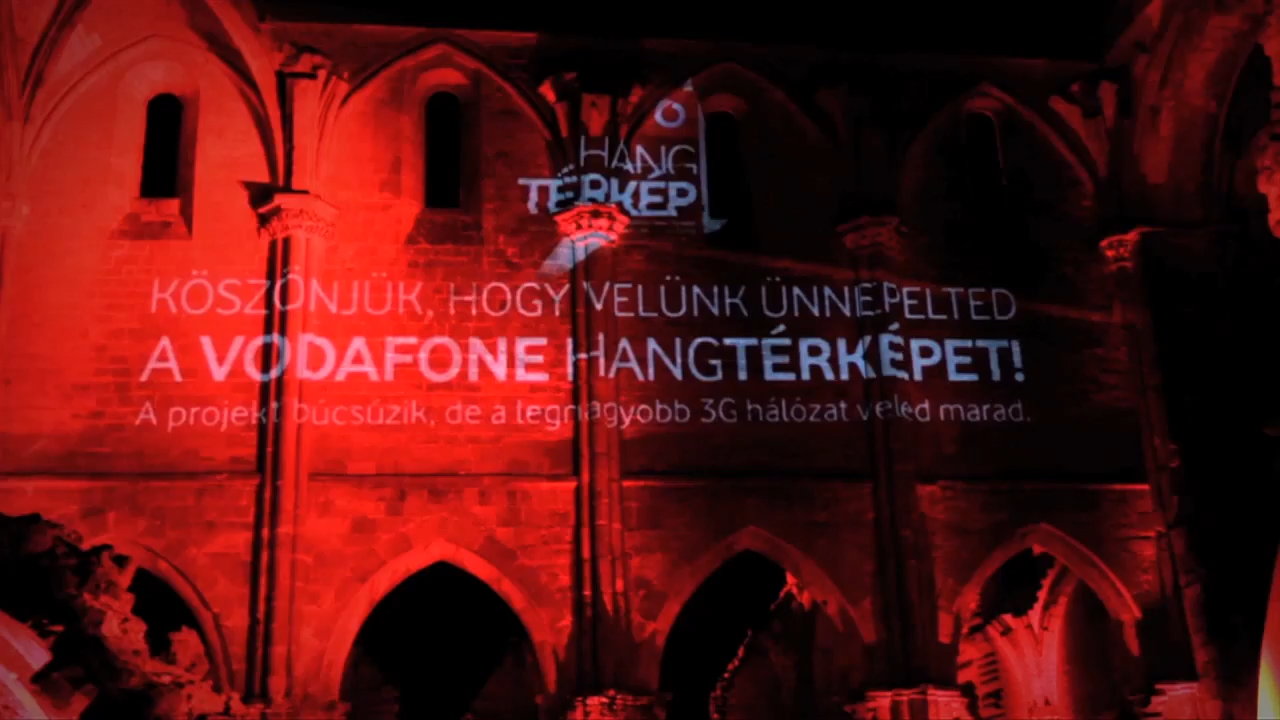 HANG
TÉRKÉP
KÖSZÖNJÜK, HOGY VELÜNK ÜNNEPELTED
A VODAFONE HANGTÉRKÉPET!
A projekt búcsúzik, de a legnagyobb 3G hálózat veled marad.